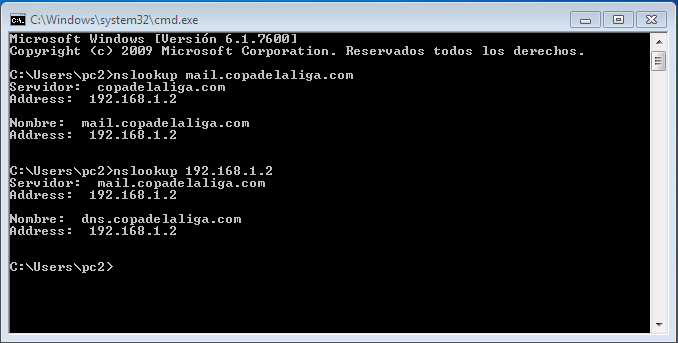 C:\Windows\system32\cmd.exe
Microsoft Windows [Versión 6.1.7600]
Copyright (c) 2009 Microsoft Corporation. Reservados todos los derechos.
C:\Users\pc2>nslookup mail.copadelaliga.com
Servidor:  copadelaliga.com
Address:  192.168.1.2
Nombre:  mail.copadelaliga.com
Address:  192.168.1.2
C:\Users\pc2>nslookup 192.168.1.2
Servidor:  mail.copadelaliga.com
Address:  192.168.1.2
Nombre:  dns.copadelaliga.com
Address:  192.168.1.2
C:\Users\pc2>